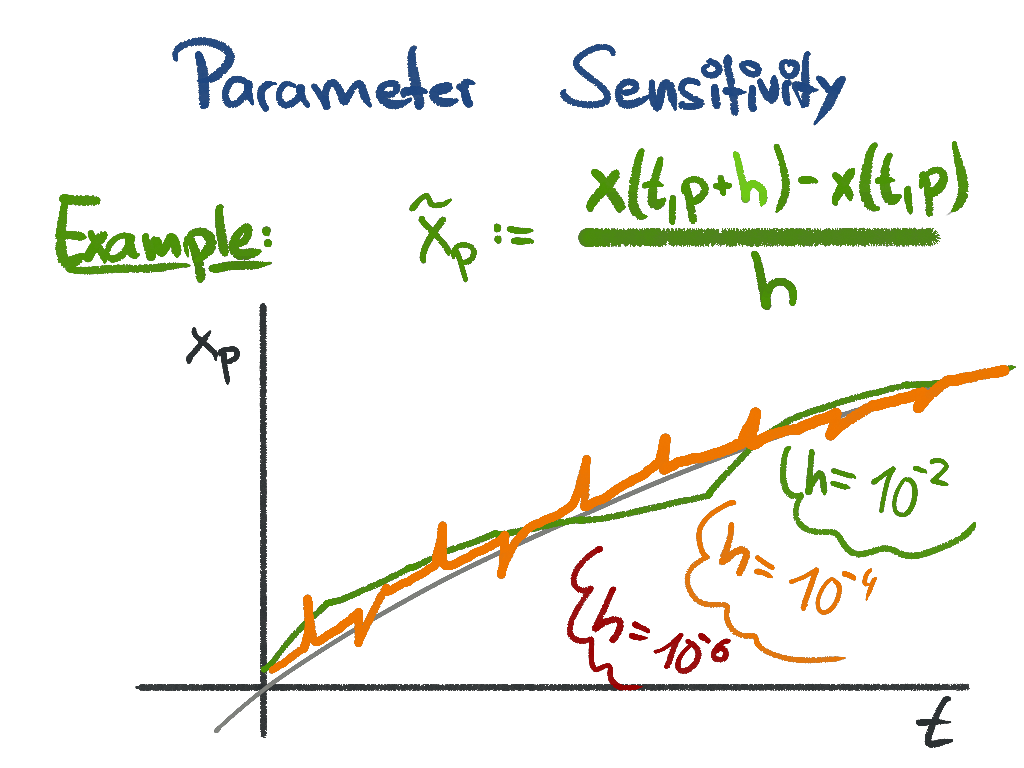 Parameter Sensitivity
Example:
x̃ₚ := x(t,p+h) - x(t,p)
h
xₚ
h = 10⁻²
h = 10⁻⁴
h = 10⁻⁶
t